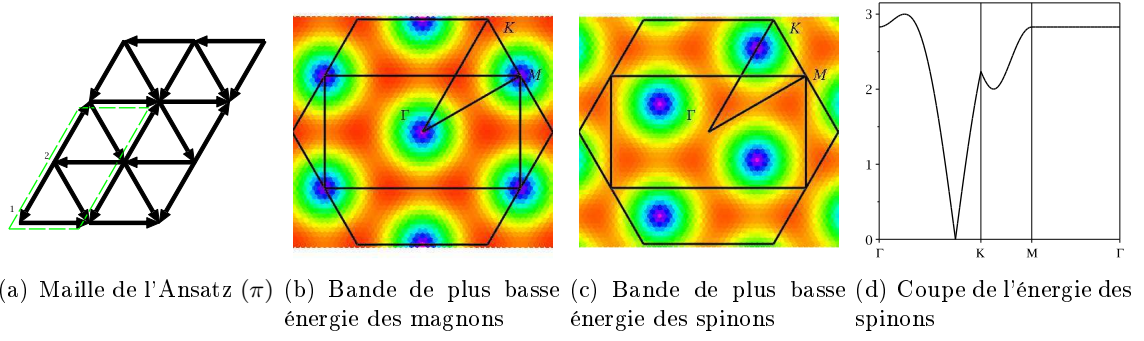 2
1
K
M
Γ
K
M
Γ
3
2
1
0
Γ
K
M
Γ
(a) Maille de l'Ansatz (π)
(b) Bande de plus basse énergie des magnons
(c) Bande de plus basse énergie des spinons
(d) Coupe de l'énergie des spinons